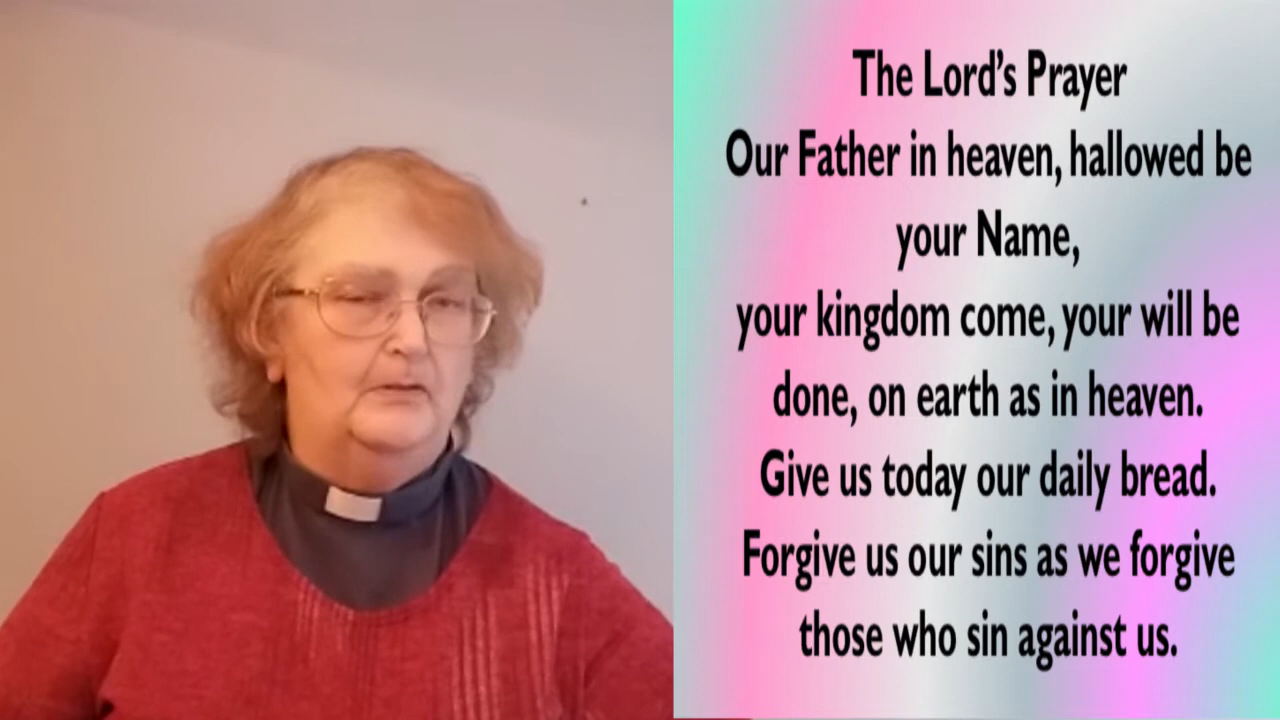 The Lord’s Prayer
Our Father in heaven, hallowed be
your Name,
your kingdom come, your will be
done, on earth as in heaven.
Give us today our daily bread.
Forgive us our sins as we forgive
those who sin against us.